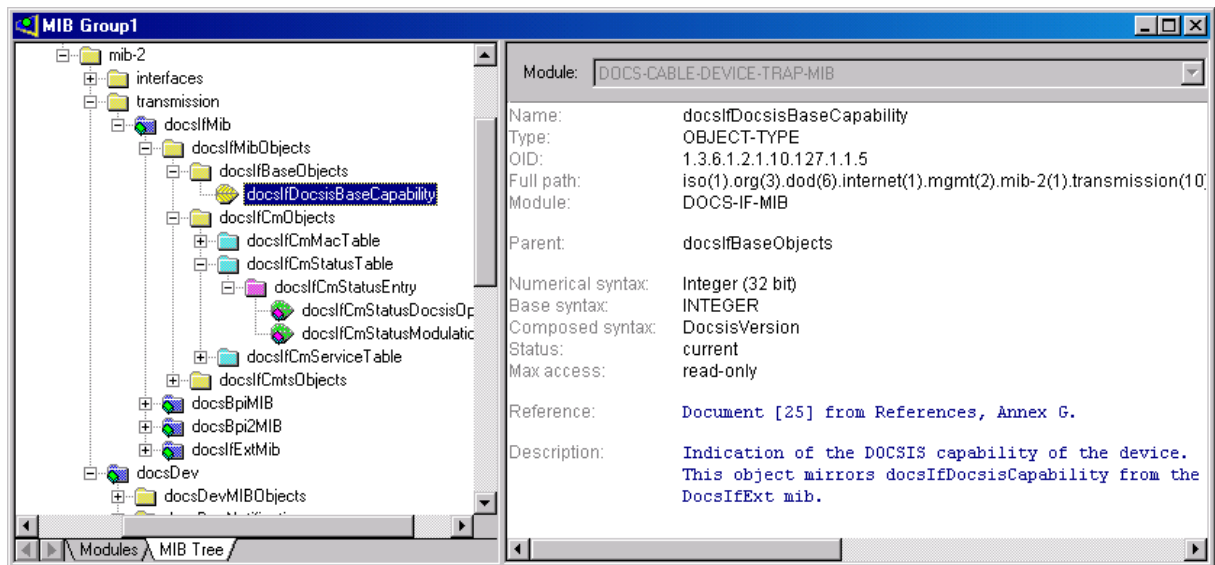 MIB Group1
mib-2
interfaces
transmission
docsIfMib
docsIfMibObjects
docsIfBaseObjects
docsIfDocsisBaseCapability
docsIfCmObjects
docsIfCmMacTable
docsIfCmStatusTable
docsIfCmStatusEntry
docsIfCmStatusDocsisOp
docsIfCmStatusModulatic
docsIfCmServiceTable
docsIfCmtsObjects
docsBpiMIB
docsBpi2MIB
docsIfExtMib
docsDev
docsDevMIBObjects
Modules MIB Tree
Module: DOCS-CABLE-DEVICE-TRAP-MIB
Name: docsIfDocsisBaseCapability
Type: OBJECT-TYPE
OID: 1.3.6.1.2.1.10.127.1.1.5
Full path: iso(1).org(3).dod(6).internet(1).mgmt(2).mib-2(1).transmission(10)
Module: DOCS-IF-MIB
Parent: docsIfBaseObjects
Numerical syntax: Integer (32 bit)
Base syntax: INTEGER
Composed syntax: DocsisVersion
Status: current
Max access: read-only
Reference: Document [25] from References, Annex G.
Description: Indication of the DOCSIS capability of the device.
This object mirrors docsIfDocsisCapability from the
DocsIfExt mib.